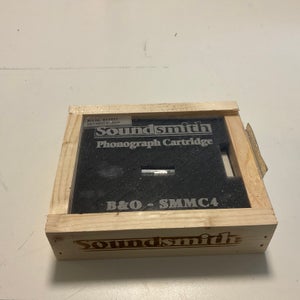 Soundsmith
Phonograph Cartridge
B&O - SMMC4
Soundsmith